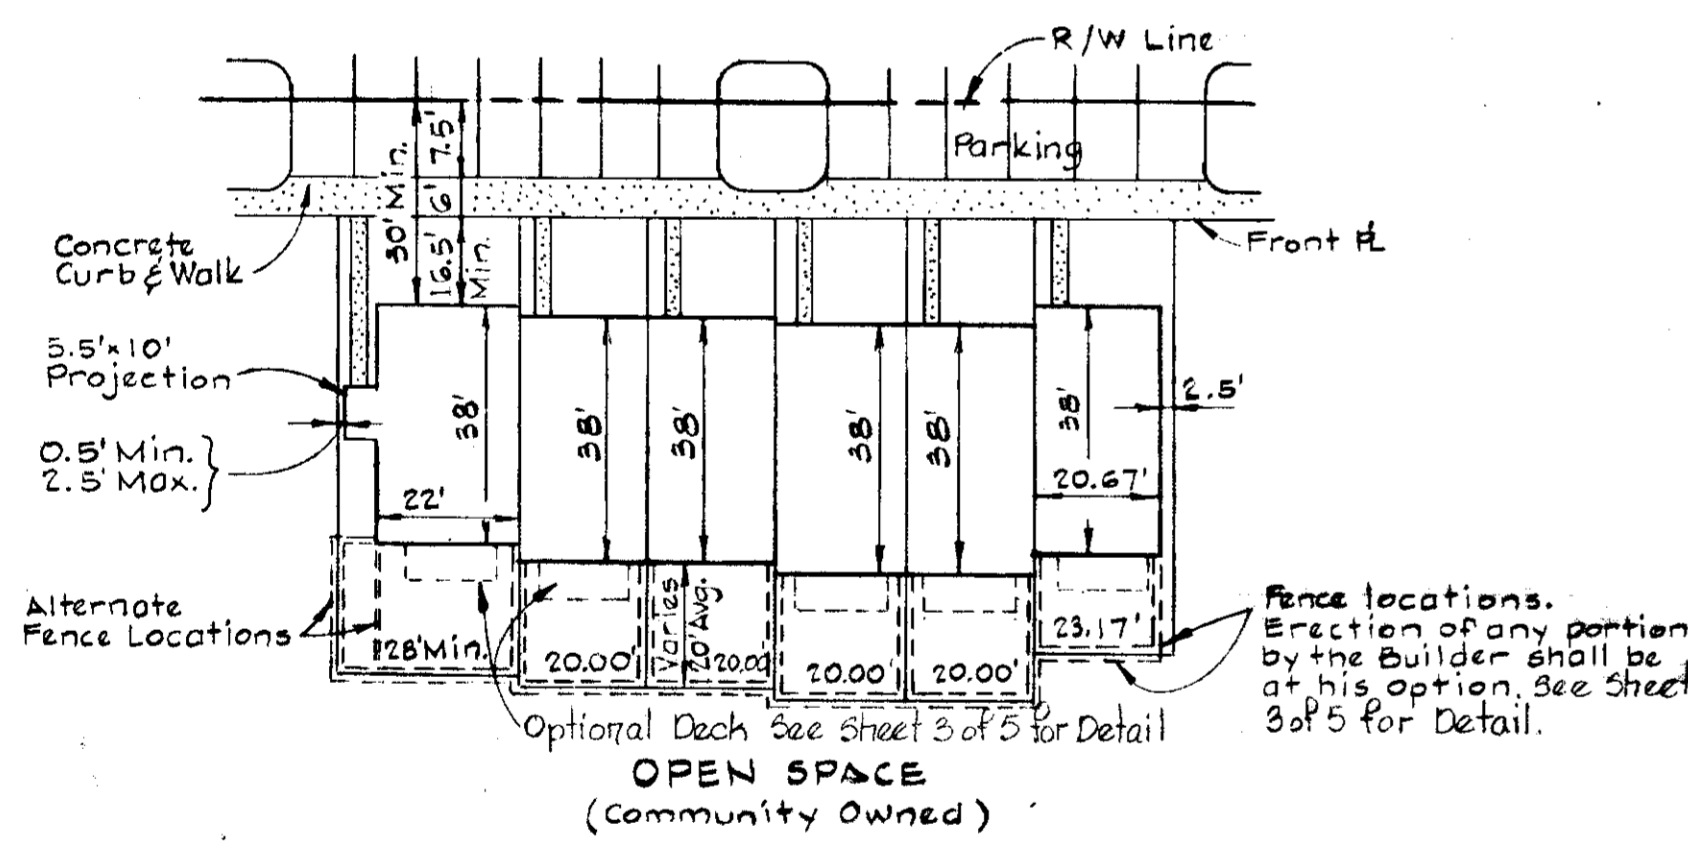 R/W Line
Parking
30' Min.
7.5'
6'
16.5'
Min.
Concrete
Curb & Walk
Front PL
5.5'x10'
Projection
0.5' Min.
2.5' Max.
38'
38'
38'
38'
38'
38'
2.5'
22'
20.67'
Alternate
Fence Locations
28' Min.
20.00'
Varies
20' Avg.
20.00
20.00'
20.00'
23.17'
Fence locations.
Erection of any portion
by the Builder shall be
at his option. See Sheet
3 of 5 for Detail.
Optional Deck See Sheet 3 of 5 for Detail
OPEN SPACE
(Community Owned)